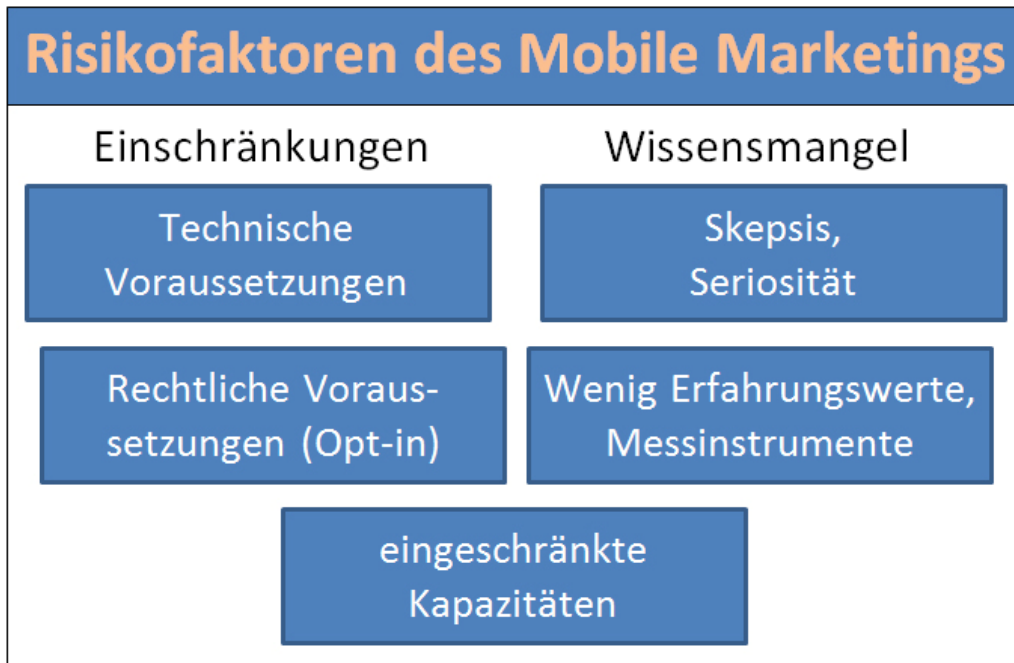 Risikofaktoren des Mobile Marketings
Einschränkungen
Wissensmangel
Technische
Voraussetzungen
Skepsis,
Seriosität
Rechtliche Voraus-
setzungen (Opt-in)
Wenig Erfahrungswerte,
Messinstrumente
eingeschränkte
Kapazitäten